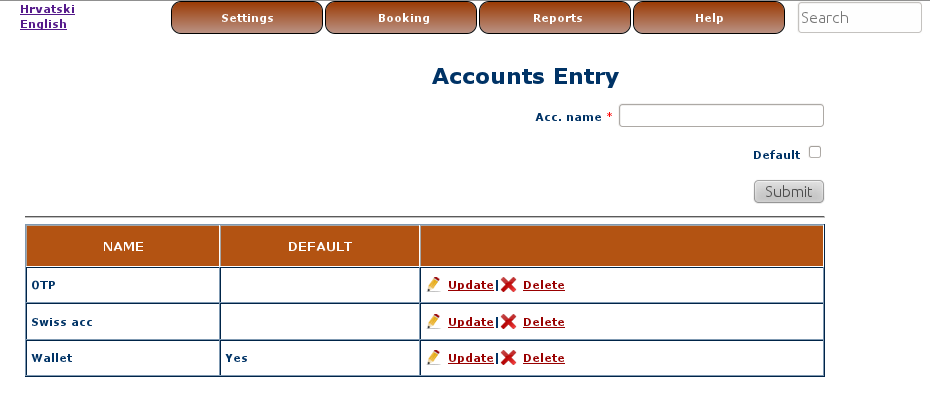 Hrvatski
English
Settings Booking Reports Help Search
Accounts Entry
Acc. name *
Default
Submit
NAME DEFAULT
OTP Update| Delete
Swiss acc Update| Delete
Wallet Yes Update| Delete